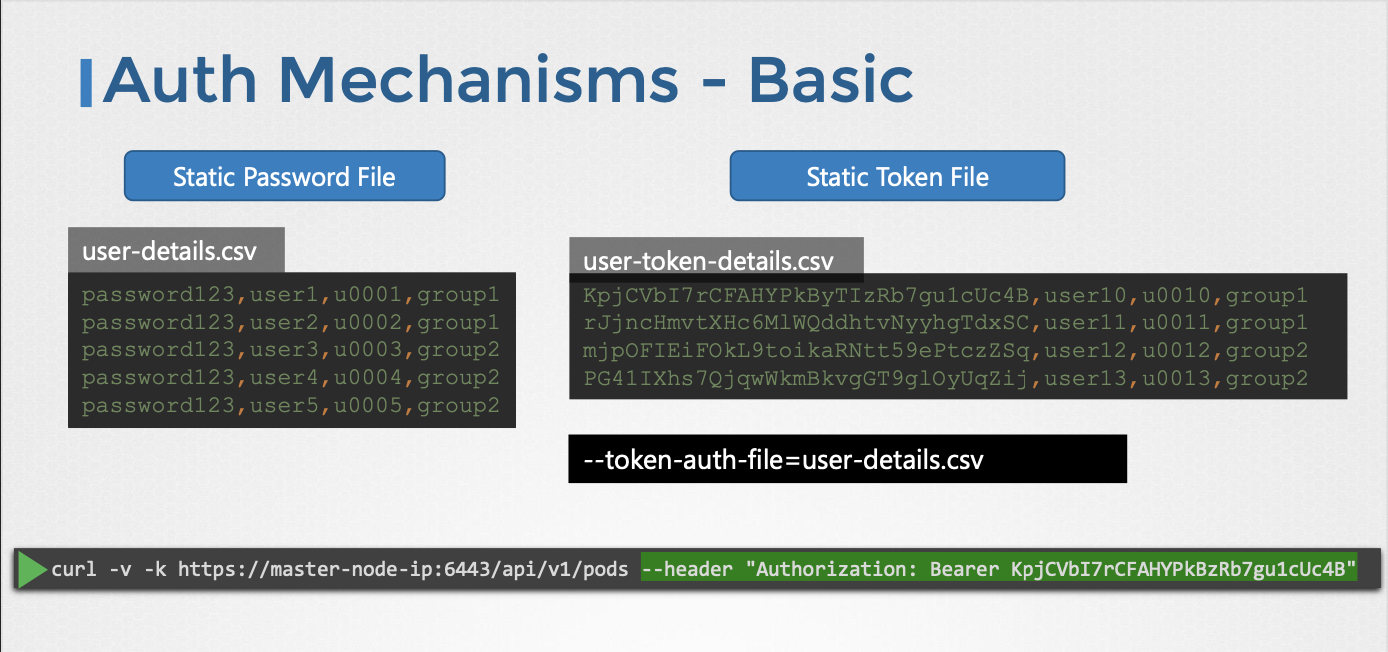 Auth Mechanisms - Basic
Static Password File
user-details.csv
password123,user1,u0001,group1
password123,user2,u0002,group1
password123,user3,u0003,group2
password123,user4,u0004,group2
password123,user5,u0005,group2
Static Token File
user-token-details.csv
KpjCVbI7rCFAHYPkByTIzRb7gu1cUc4B,user10,u0010,group1
rJjncHmvtXHc6MlWQddhtvNyyhgTdxSC,user11,u0011,group1
mjpOFIEiFOkL9toikaRNtt59ePtczZSq,user12,u0012,group2
PG41IXhs7QjqwWkmBkvgGT9glOyUqZij,user13,u0013,group2
--token-auth-file=user-details.csv
curl -v -k https://master-node-ip:6443/api/v1/pods --header "Authorization: Bearer KpjCVbI7rCFAHYPkBzRb7gu1cUc4B"